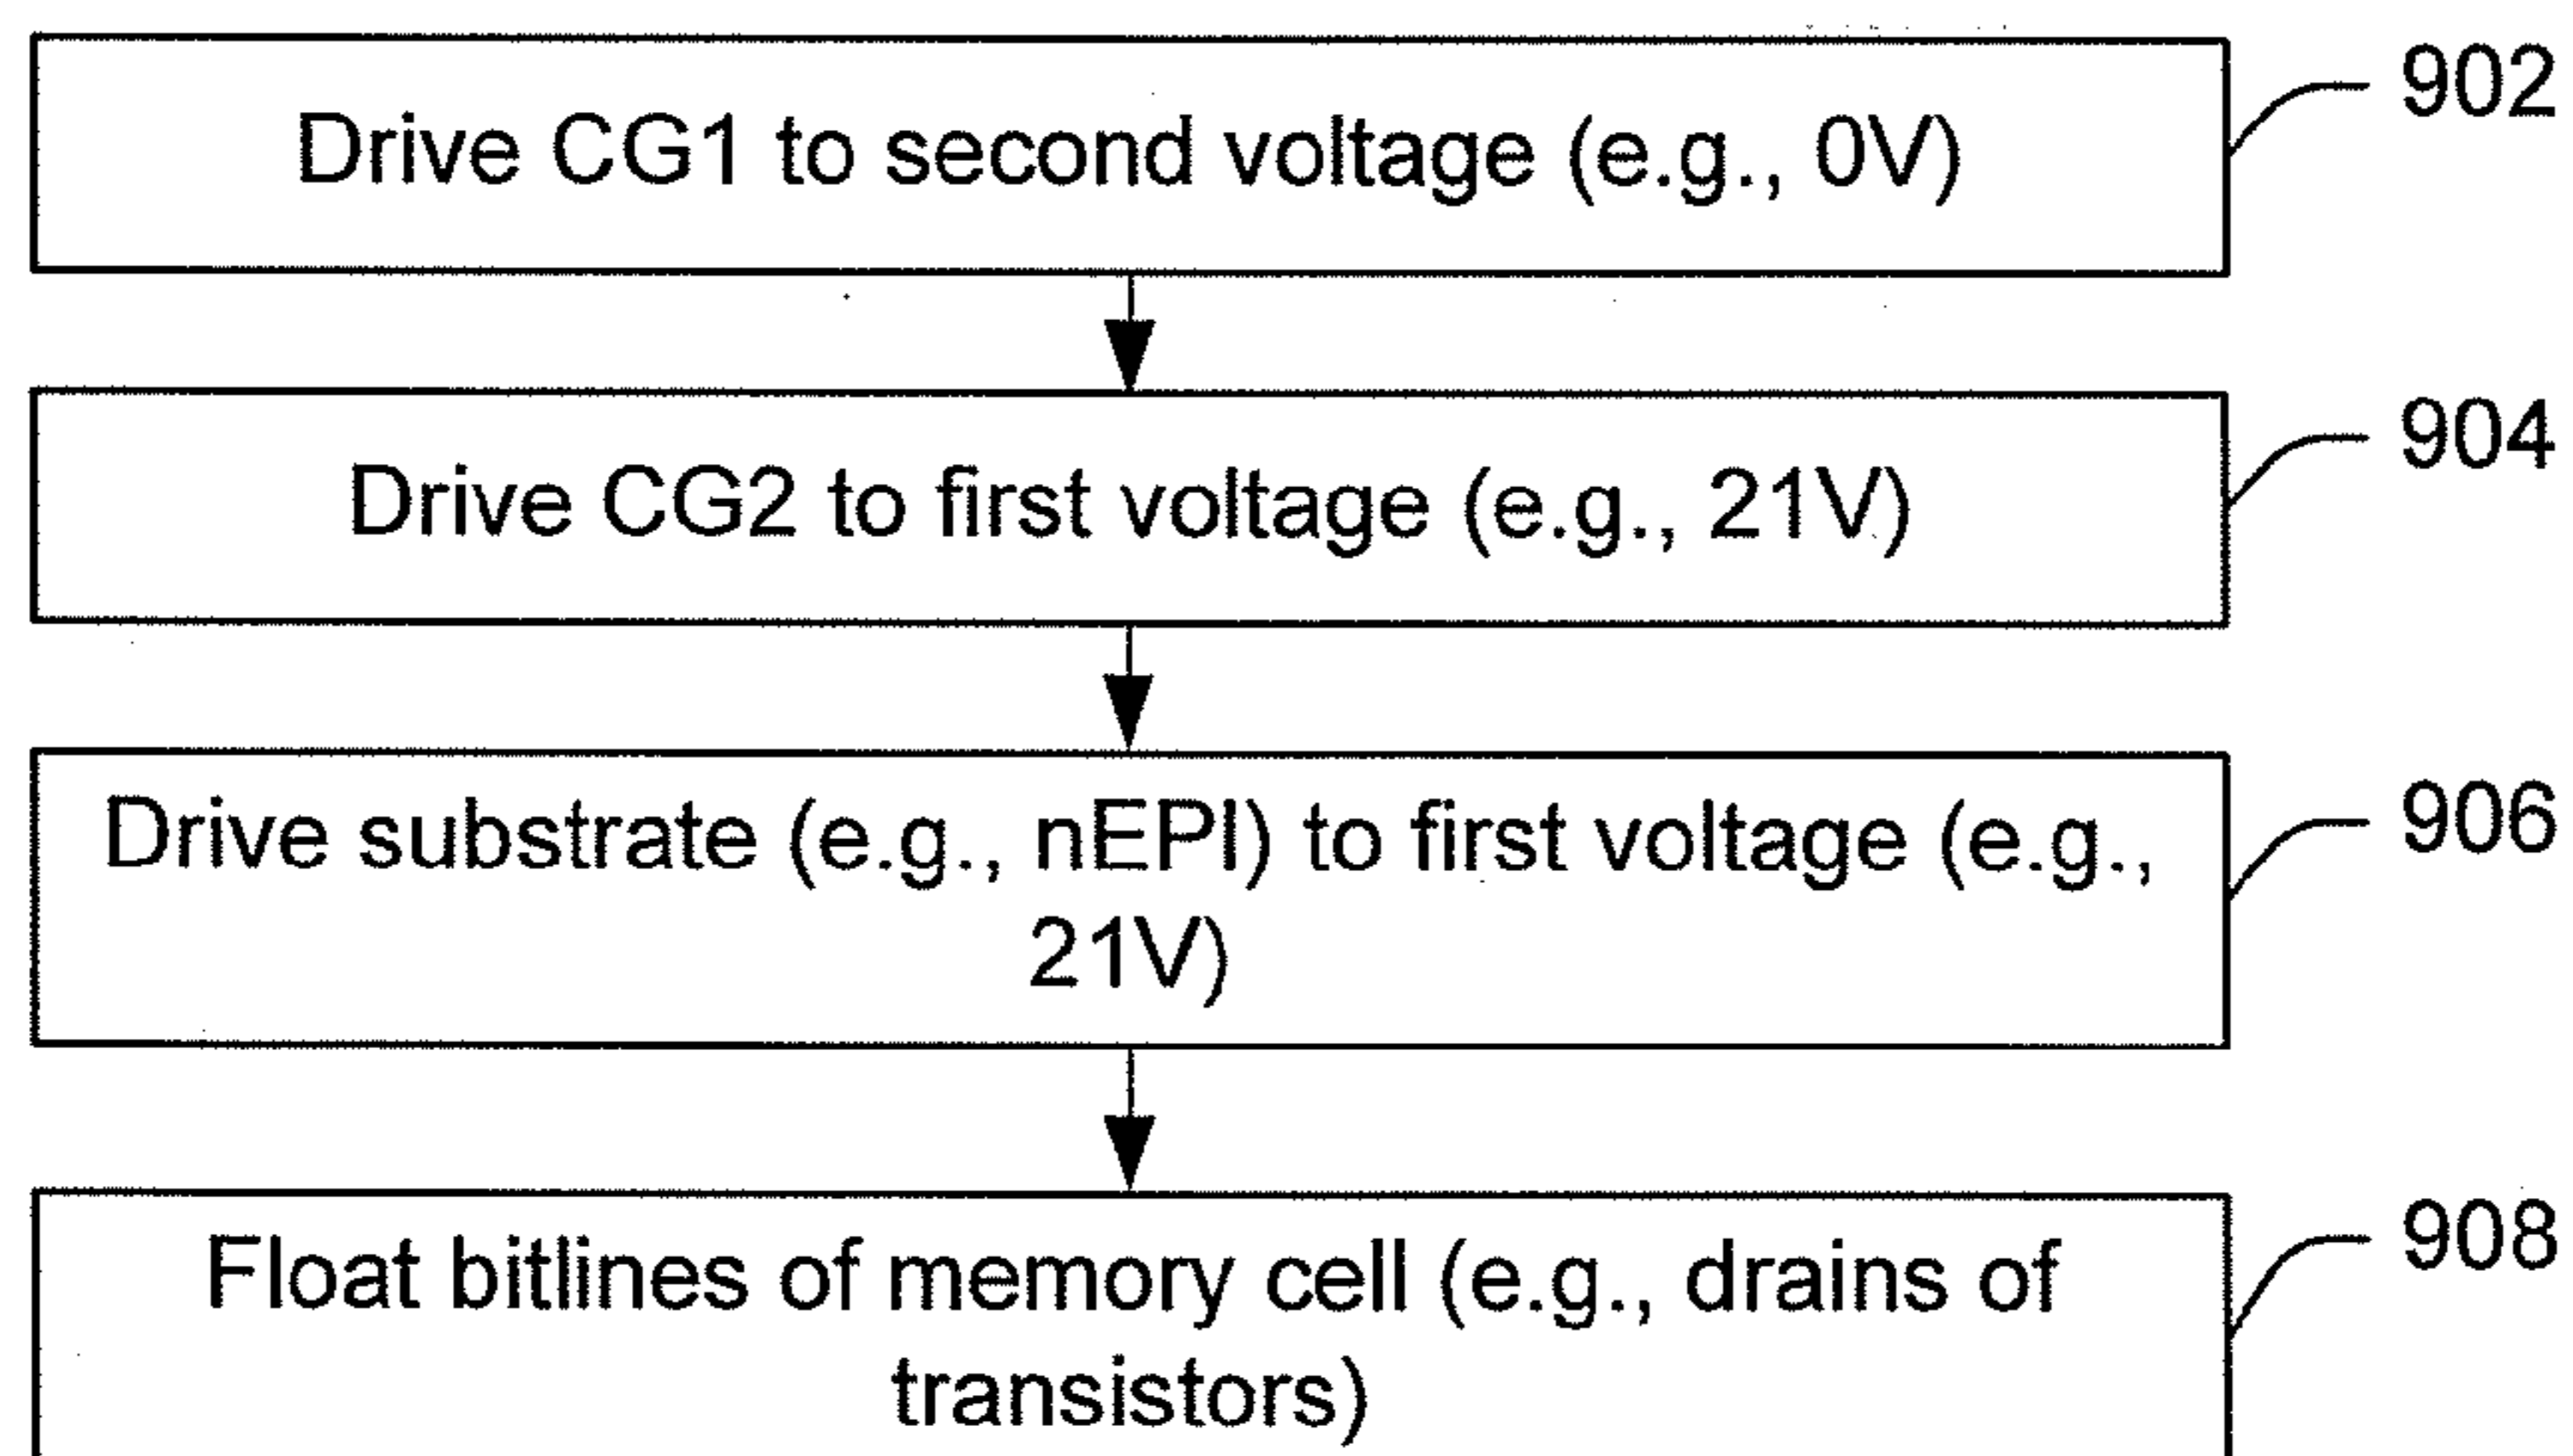 Drive CG1 to second voltage (e.g., 0V)
902
Drive CG2 to first voltage (e.g., 21V)
904
Drive substrate (e.g., nEPI) to first voltage (e.g.,
21V)
906
Float bitlines of memory cell (e.g., drains of
transistors)
908